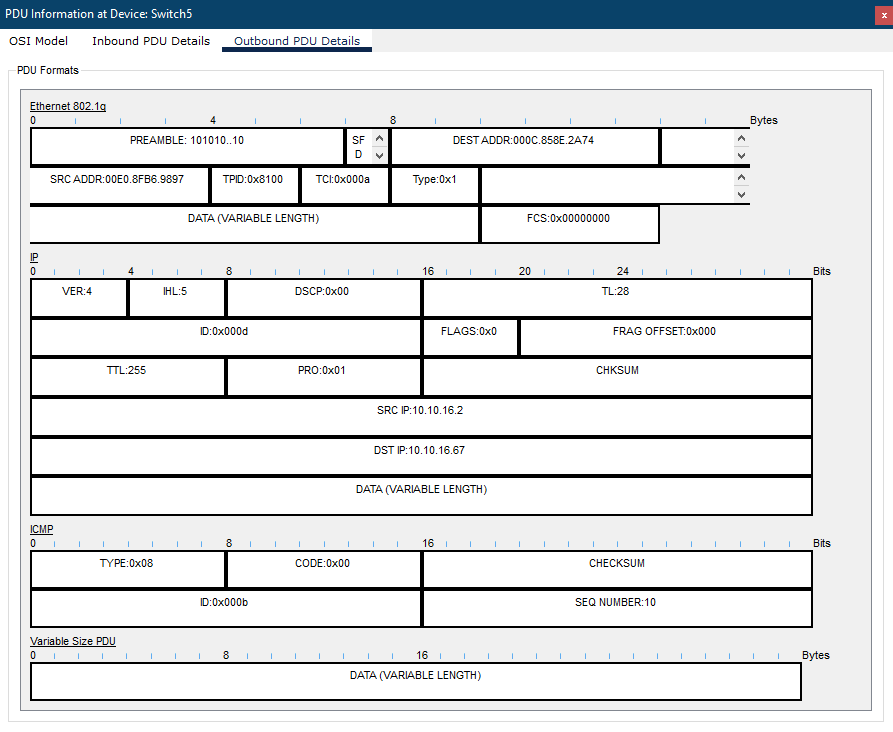 PDU Information at Device: Switch5
x
OSI Model Inbound PDU Details Outbound PDU Details
PDU Formats
Ethernet 802.1q
0 4 8 Bytes
PREAMBLE: 101010..10 SF D DEST ADDR:000C.858E.2A74
SRC ADDR:00E0.8FB6.9897 TPID:0x8100 TCI:0x000a Type:0x1
DATA (VARIABLE LENGTH) FCS:0x00000000
IP
0 4 8 16 20 24 Bits
VER:4 IHL:5 DSCP:0x00 TL:28
ID:0x000d FLAGS:0x0 FRAG OFFSET:0x000
TTL:255 PRO:0x01 CHKSUM
SRC IP:10.10.16.2
DST IP:10.10.16.67
DATA (VARIABLE LENGTH)
ICMP
0 8 16 Bits
TYPE:0x08 CODE:0x00 CHECKSUM
ID:0x000b SEQ NUMBER:10
Variable Size PDU
0 8 16 Bytes
DATA (VARIABLE LENGTH)